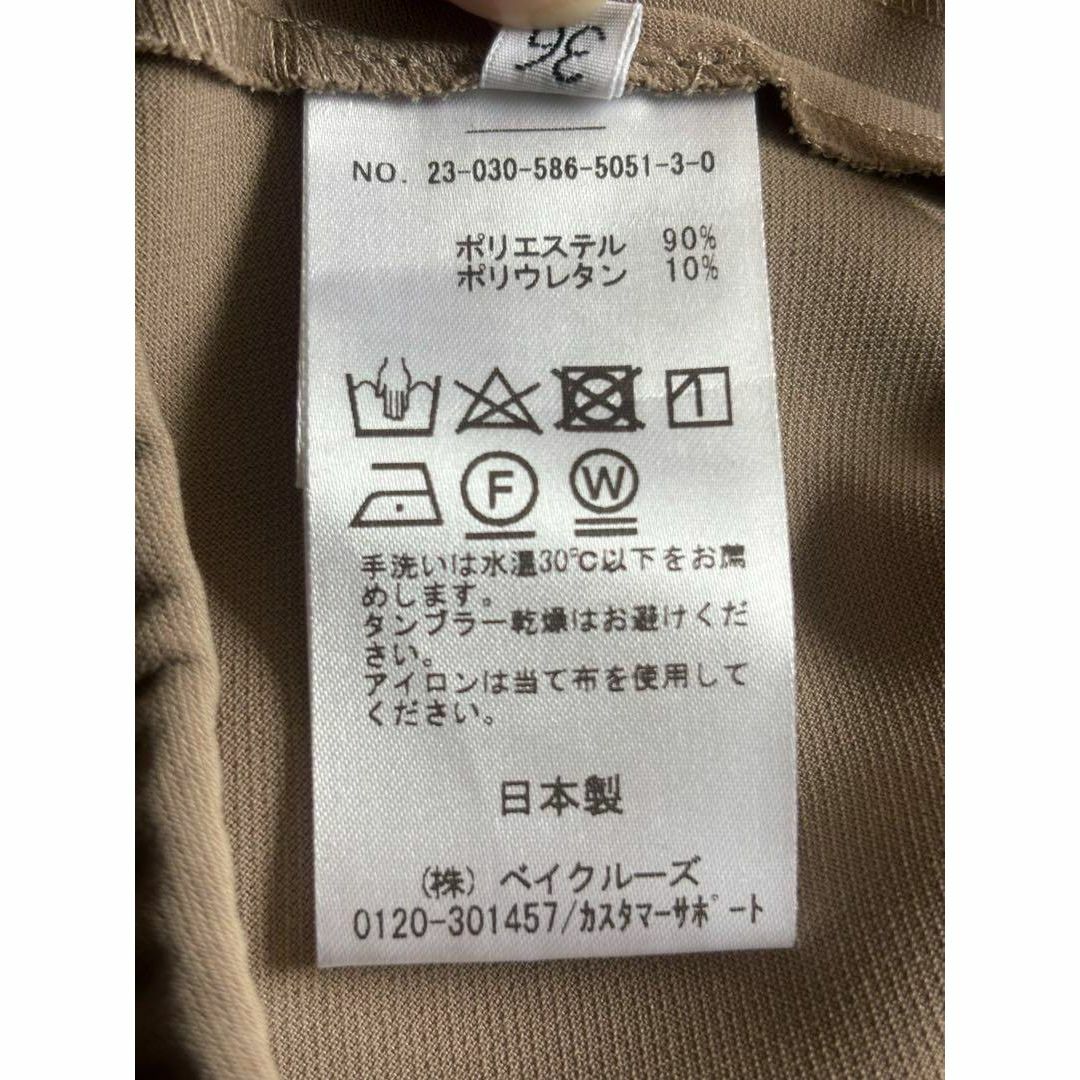 36
NO. 23-030-586-5051-3-0
ポリエステル 90%
ポリウレタン 10%
F W
手洗いは水温30℃以下をお薦
めします。
タンブラー乾燥はお避けくだ
さい。
アイロンは当て布を使用して
ください。
日本製
(株) ベイクルーズ
0120-301457/カスタマーサポート